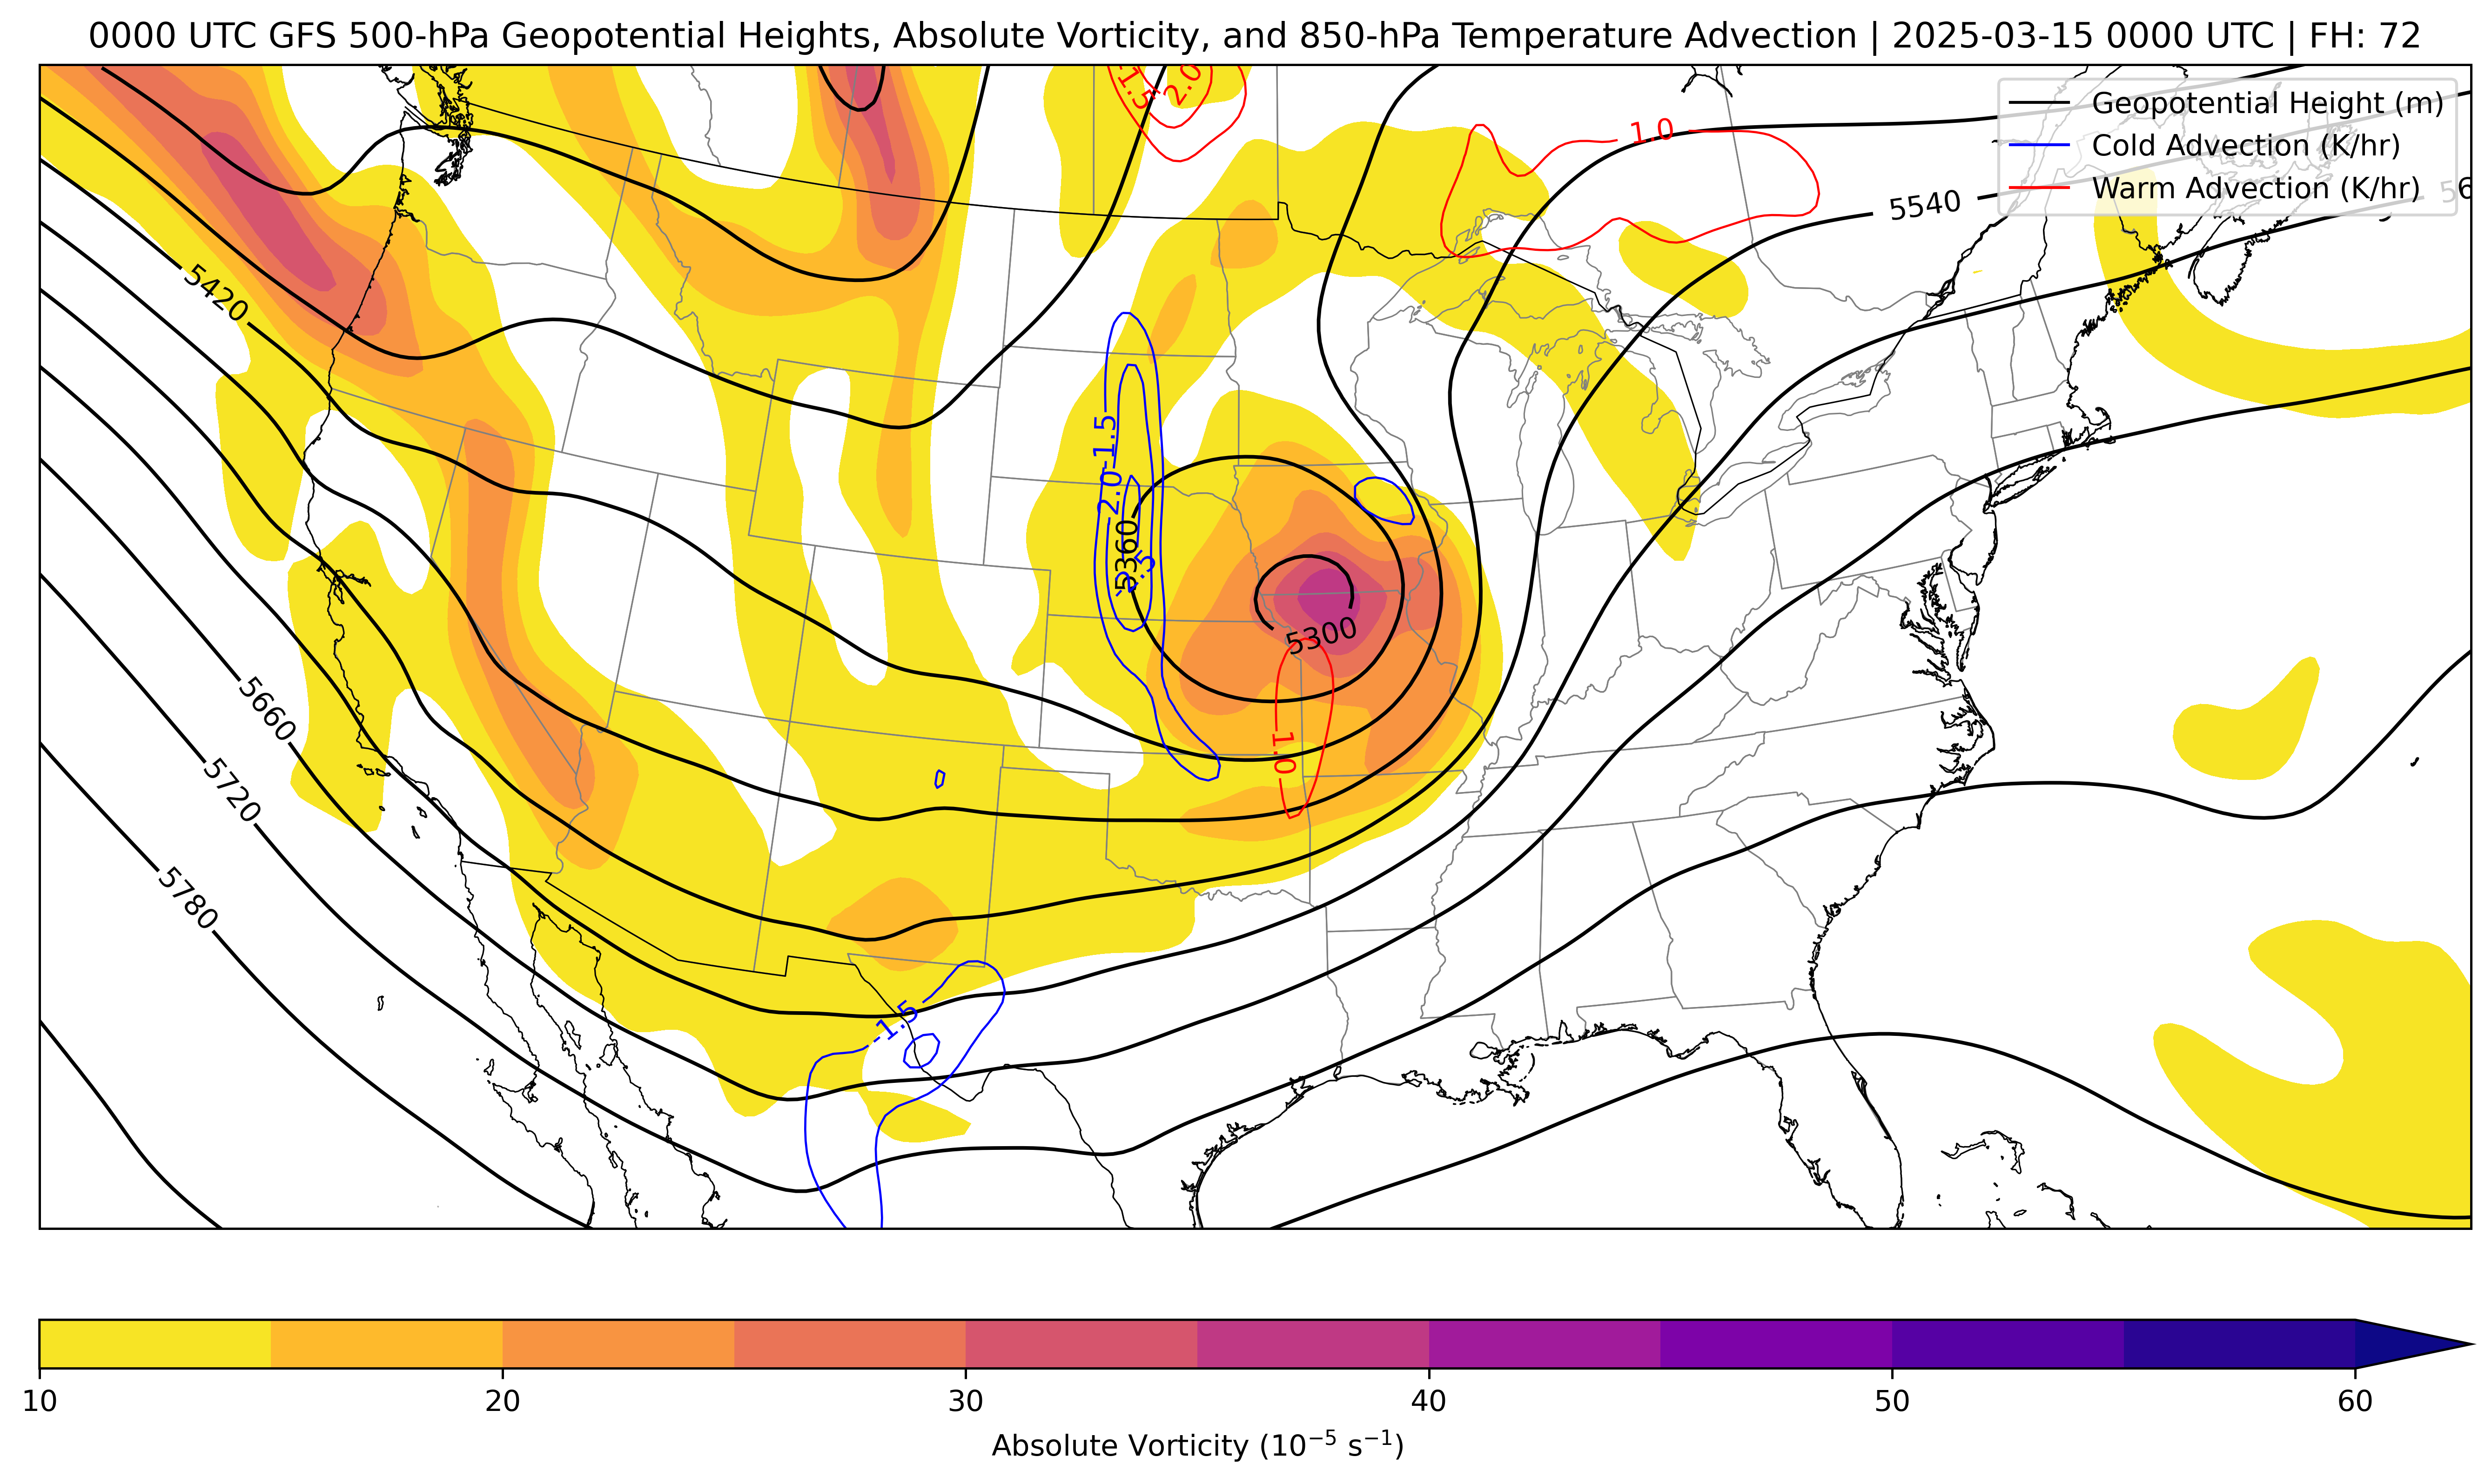 0000 UTC GFS 500-hPa Geopotential Heights, Absolute Vorticity, and 850-hPa Temperature Advection | 2025-03-15 0000 UTC | FH: 72
Geopotential Height (m)
Cold Advection (K/hr)
Warm Advection (K/hr)
1.5
2.0
1.0
5540
56
5420
-1.5
2.0
5360
5300
1.0
5660
5720
5780
-1.5
10 20 30 40 50 60
Absolute Vorticity (10⁻⁵ s⁻¹)